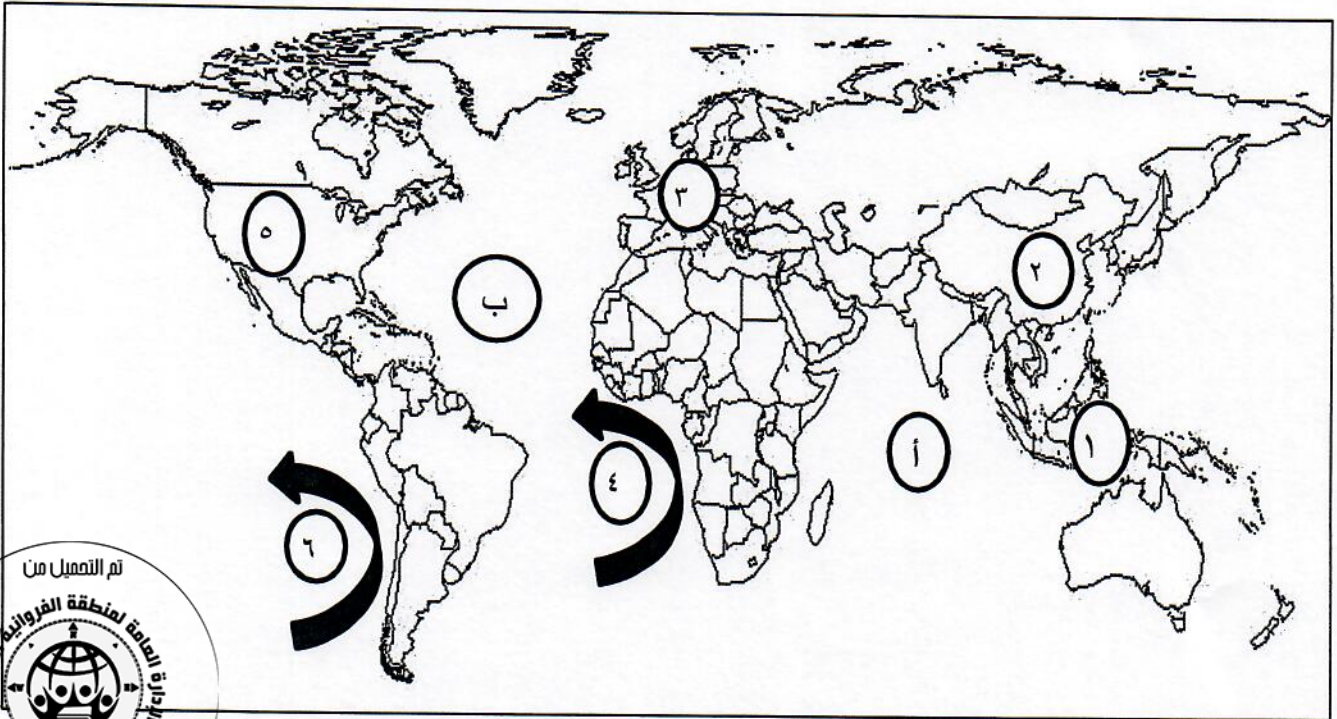 ٥
ب
٣
٢
٤
أ
١
٦
تم التحميل من
الإدارة العامة لمنطقة الفروانية